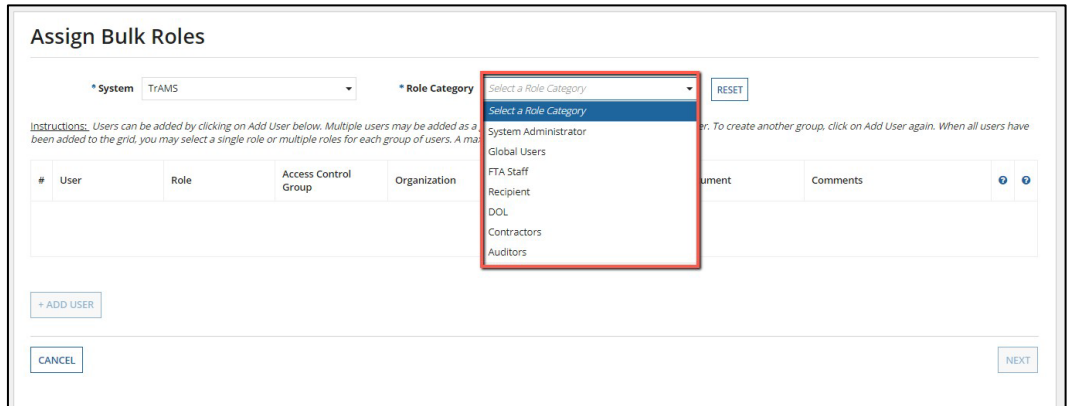 Assign Bulk Roles
* System TrAMS * Role Category Select a Role Category RESET
Select a Role Category
System Administrator
Global Users
FTA Staff
Recipient
DOL
Contractors
Auditors
Instructions: Users can be added by clicking on Add User below. Multiple users may be added as a er. To create another group, click on Add User again. When all users have
been added to the grid, you may select a single role or multiple roles for each group of users. A
# User Role Access Control Group Organization ument Comments
+ ADD USER
CANCEL NEXT